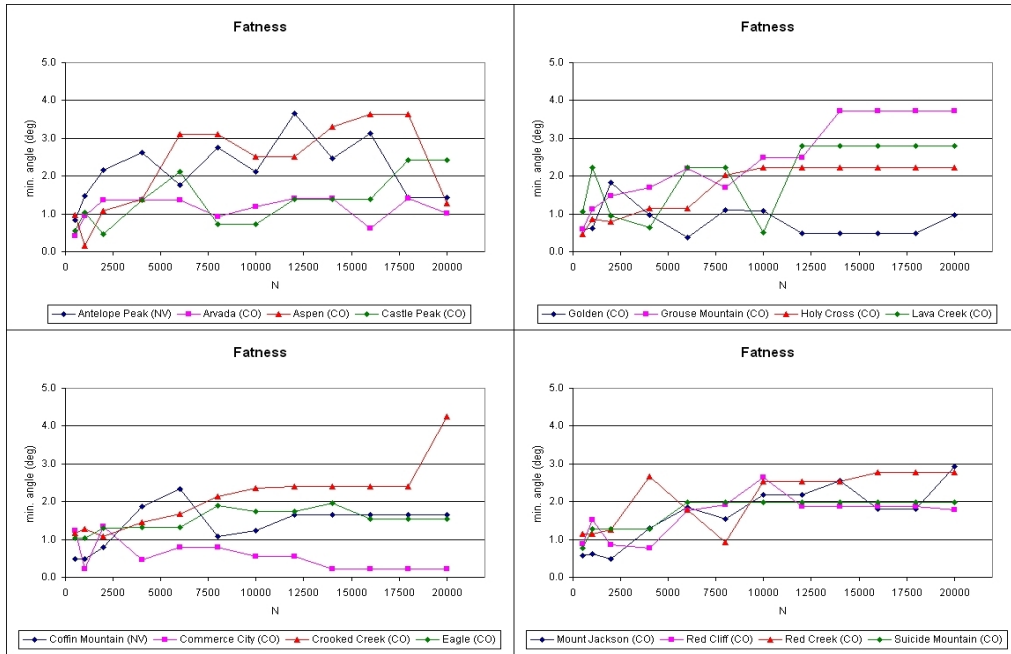 Fatness
min. angle (deg)
5.0
4.0
3.0
2.0
1.0
0.0
0 2500 5000 7500 10000 12500 15000 17500 20000
N
Antelope Peak (NV) Arvada (CO) Aspen (CO) Castle Peak (CO)
Fatness
min. angle (deg)
5.0
4.0
3.0
2.0
1.0
0.0
0 2500 5000 7500 10000 12500 15000 17500 20000
N
Golden (CO) Grouse Mountain (CO) Holy Cross (CO) Lava Creek (CO)
Fatness
min. angle (deg)
5.0
4.0
3.0
2.0
1.0
0.0
0 2500 5000 7500 10000 12500 15000 17500 20000
N
Coffin Mountain (NV) Commerce City (CO) Crooked Creek (CO) Eagle (CO)
Fatness
min. angle (deg)
5.0
4.0
3.0
2.0
1.0
0.0
0 2500 5000 7500 10000 12500 15000 17500 20000
N
Mount Jackson (CO) Red Cliff (CO) Red Creek (CO) Suicide Mountain (CO)